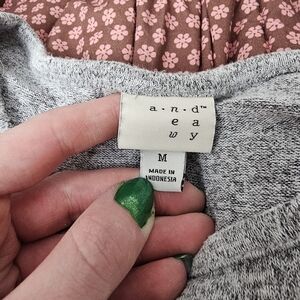 a·n·d™
e a
w y
M
MADE IN
INDONESIA